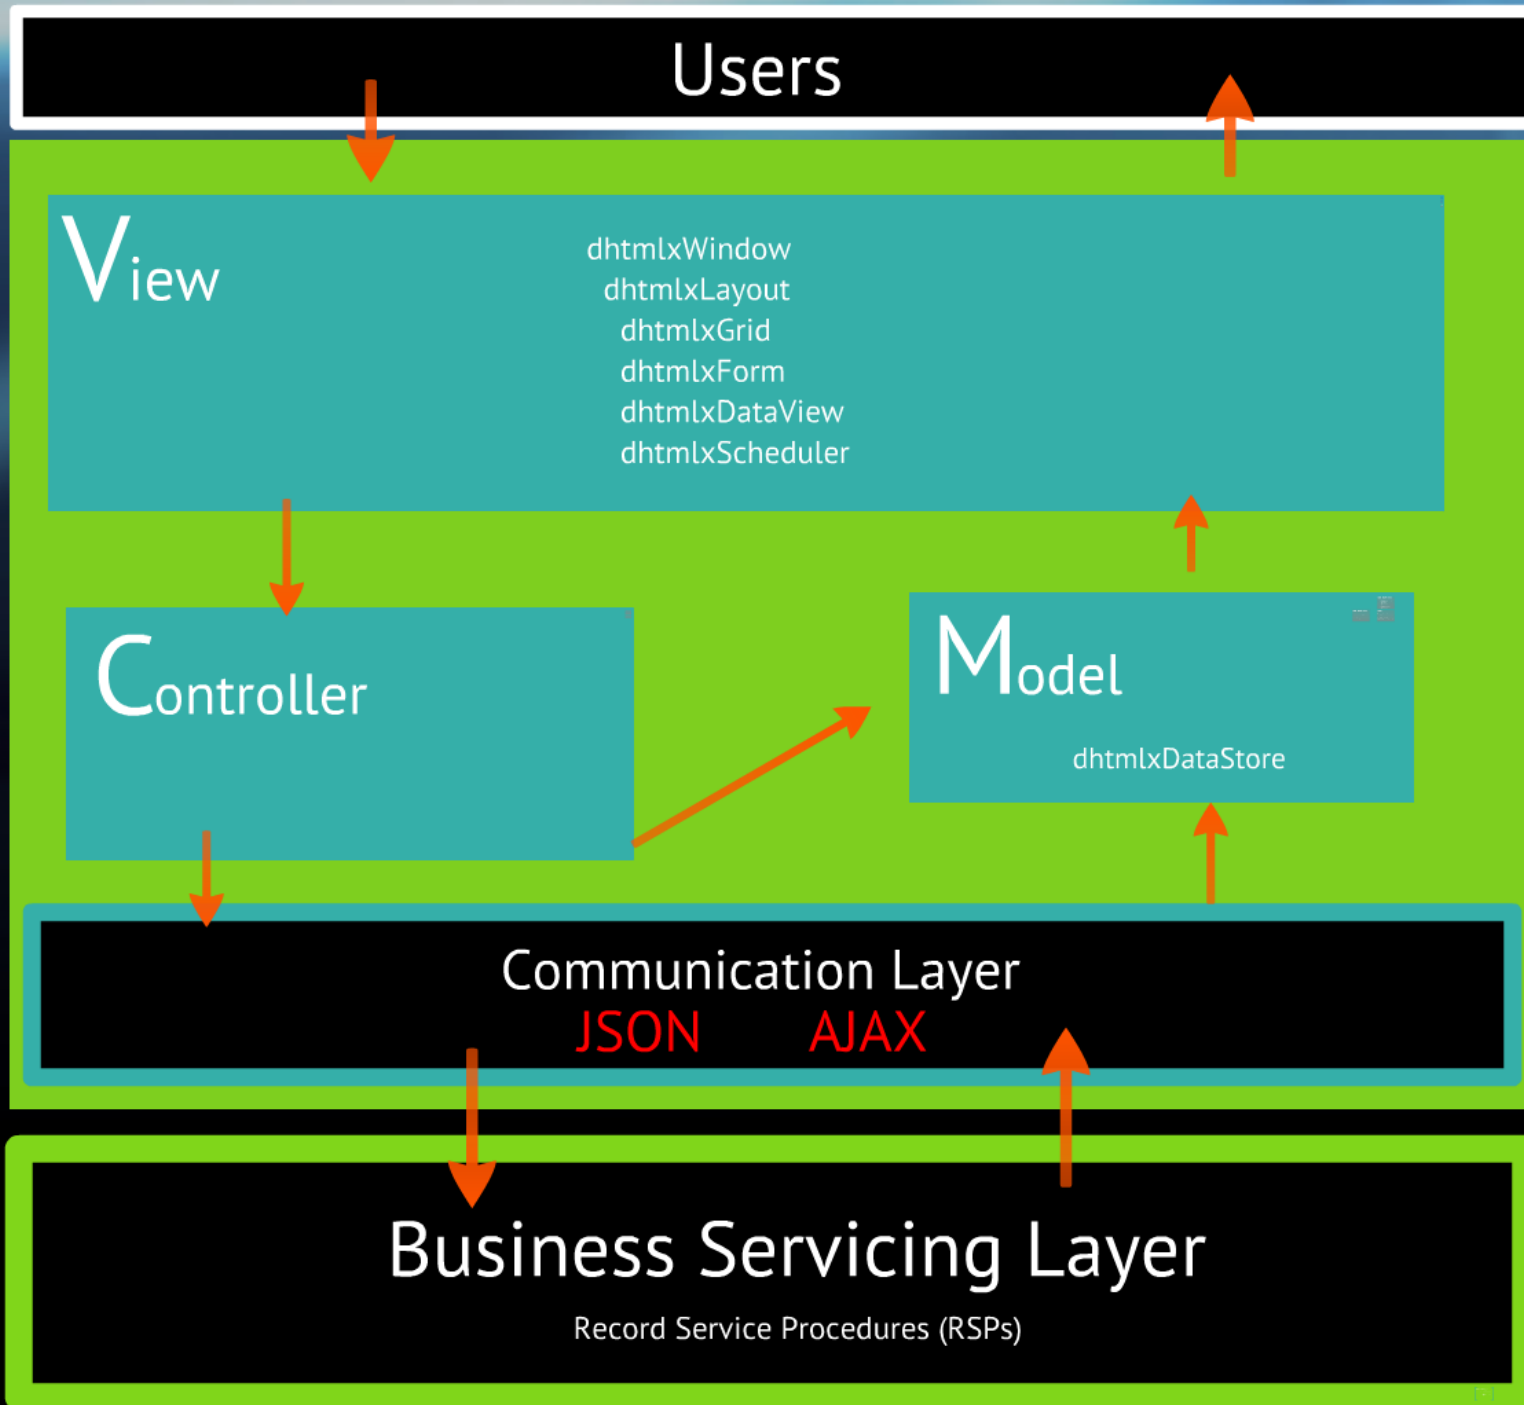 Users
View
dhtmlxWindow
dhtmlxLayout
dhtmlxGrid
dhtmlxForm
dhtmlxDataView
dhtmlxScheduler
Controller
Model
dhtmlxDataStore
Communication Layer
JSON AJAX
Business Servicing Layer
Record Service Procedures (RSPs)